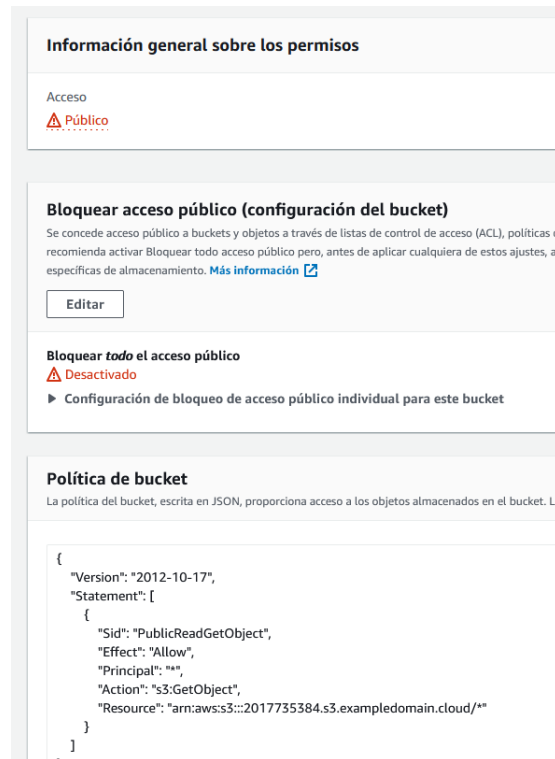 Información general sobre los permisos
Acceso
Público
Bloquear acceso público (configuración del bucket)
Se concede acceso público a buckets y objetos a través de listas de control de acceso (ACL), políticas
recomienda activar Bloquear todo acceso público pero, antes de aplicar cualquiera de estos ajustes, a
específicas de almacenamiento. Más información
Editar
Bloquear todo el acceso público
Desactivado
Configuración de bloqueo de acceso público individual para este bucket
Política de bucket
La política del bucket, escrita en JSON, proporciona acceso a los objetos almacenados en el bucket. L
{
"Version": "2012-10-17",
"Statement": [
{
"Sid": "PublicReadGetObject",
"Effect": "Allow",
"Principal": "*",
"Action": "s3:GetObject",
"Resource": "arn:aws:s3:::2017735384.s3.exampledomain.cloud/*"
}
]